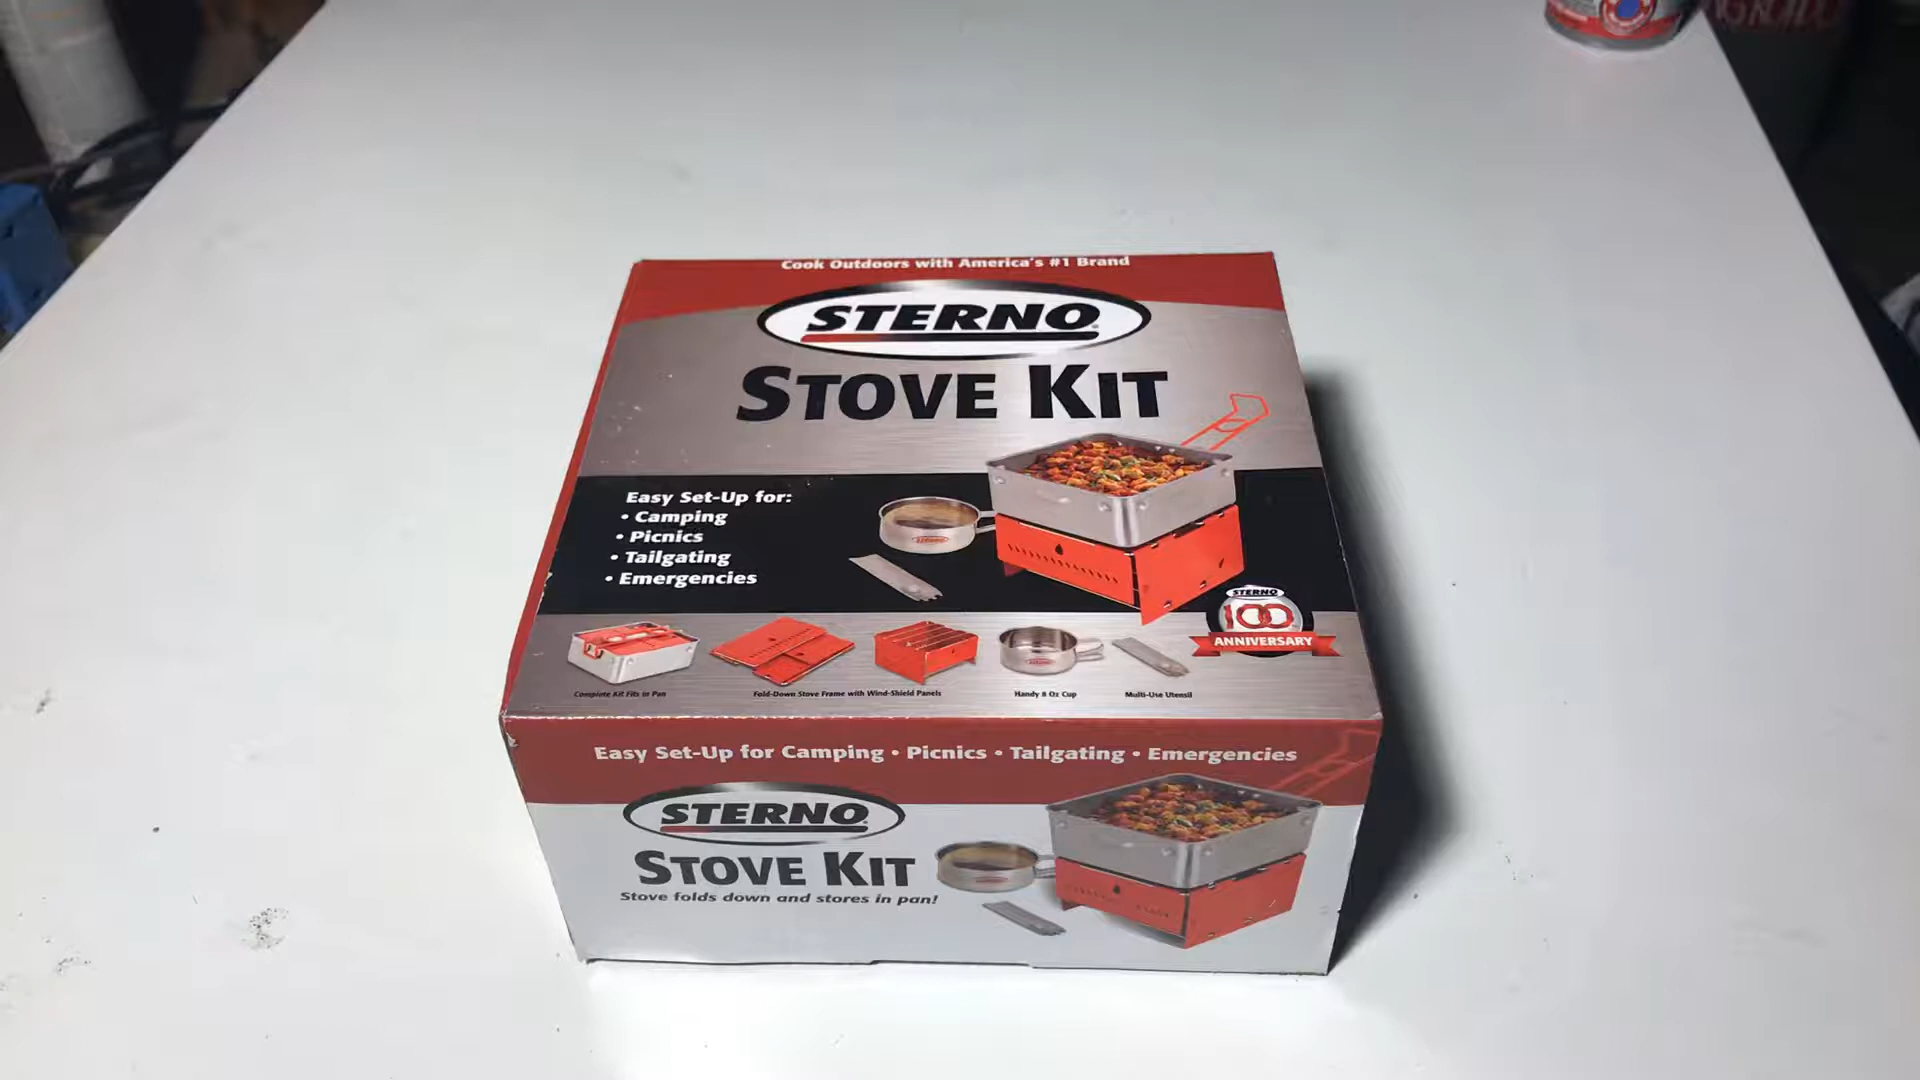 Cook Outdoors with America's #1 Brand
STERNO
STOVE KIT
Easy Set-Up for:
• Camping
• Picnics
• Tailgating
• Emergencies
STERNO
STERNO
100
ANNIVERSARY
STERNO
Complete Kit Fits in Pan
Fold-Down Stove Frame with Wind-Shield Panels
Handy 8 Oz Cup
Multi-Use Utensil
Easy Set-Up for Camping • Picnics • Tailgating • Emergencies
STERNO
STOVE KIT
Stove folds down and stores in pan!